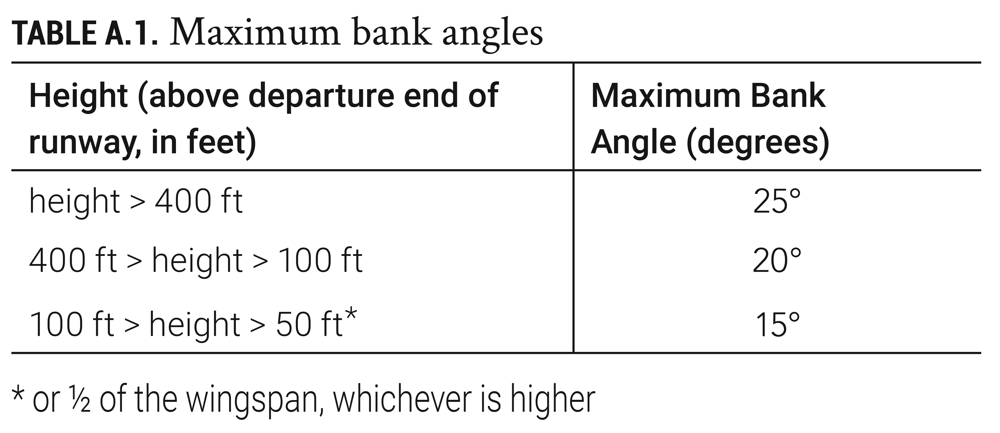 TABLE A.1. Maximum bank angles
Height (above departure end of
runway, in feet)
Maximum Bank
Angle (degrees)
height > 400 ft
25°
400 ft > height > 100 ft
20°
100 ft > height > 50 ft*
15°
* or ½ of the wingspan, whichever is higher